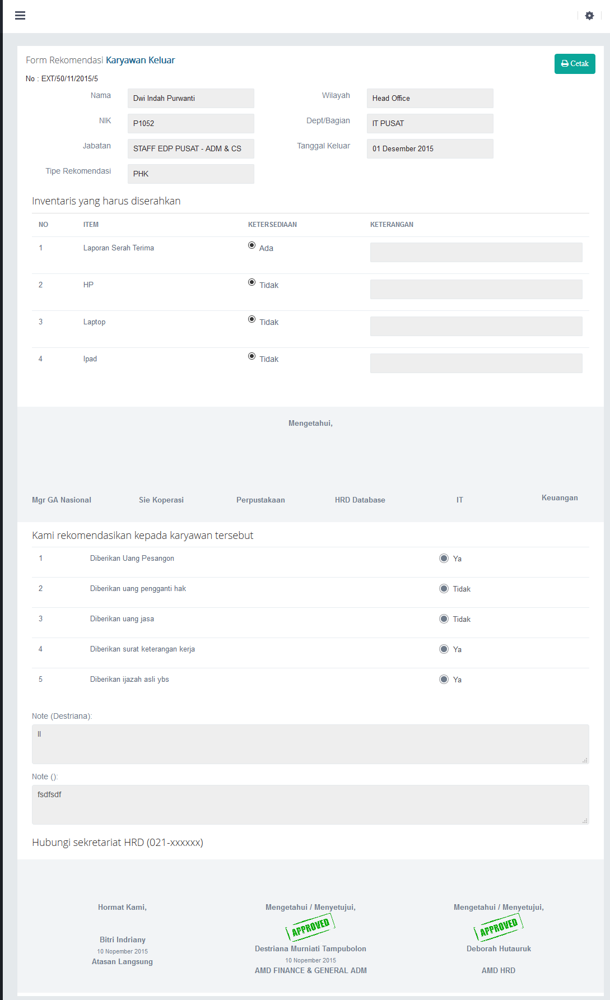 Form Rekomendasi Karyawan Keluar
Cetak
No : EXT/50/11/2015/5
Nama Dwi Indah Purwanti Wilayah Head Office
NIK P1052 Dept/Bagian IT PUSAT
Jabatan STAFF EDP PUSAT - ADM & CS Tanggal Keluar 01 Desember 2015
Tipe Rekomendasi PHK
Inventaris yang harus diserahkan
NO ITEM KETERSEDIAAN KETERANGAN
1 Laporan Serah Terima Ada
2 HP Tidak
3 Laptop Tidak
4 Ipad Tidak
Mengetahui,
Mgr GA Nasional Sie Koperasi Perpustakaan HRD Database IT Keuangan
Kami rekomendasikan kepada karyawan tersebut
1 Diberikan Uang Pesangon Ya
2 Diberikan uang pengganti hak Tidak
3 Diberikan uang jasa Tidak
4 Diberikan surat keterangan kerja Ya
5 Diberikan ijazah asli ybs Ya
Note (Destriana):
ll
Note ():
fsdfsdf
Hubungi sekretariat HRD (021-xxxxxx)
Hormat Kami, Mengetahui / Menyetujui, Mengetahui / Menyetujui,
APPROVED APPROVED
Bitri Indriany Destriana Murniati Tampubolon Deborah Hutauruk
10 Nopember 2015 10 Nopember 2015
Atasan Langsung AMD FINANCE & GENERAL ADM AMD HRD